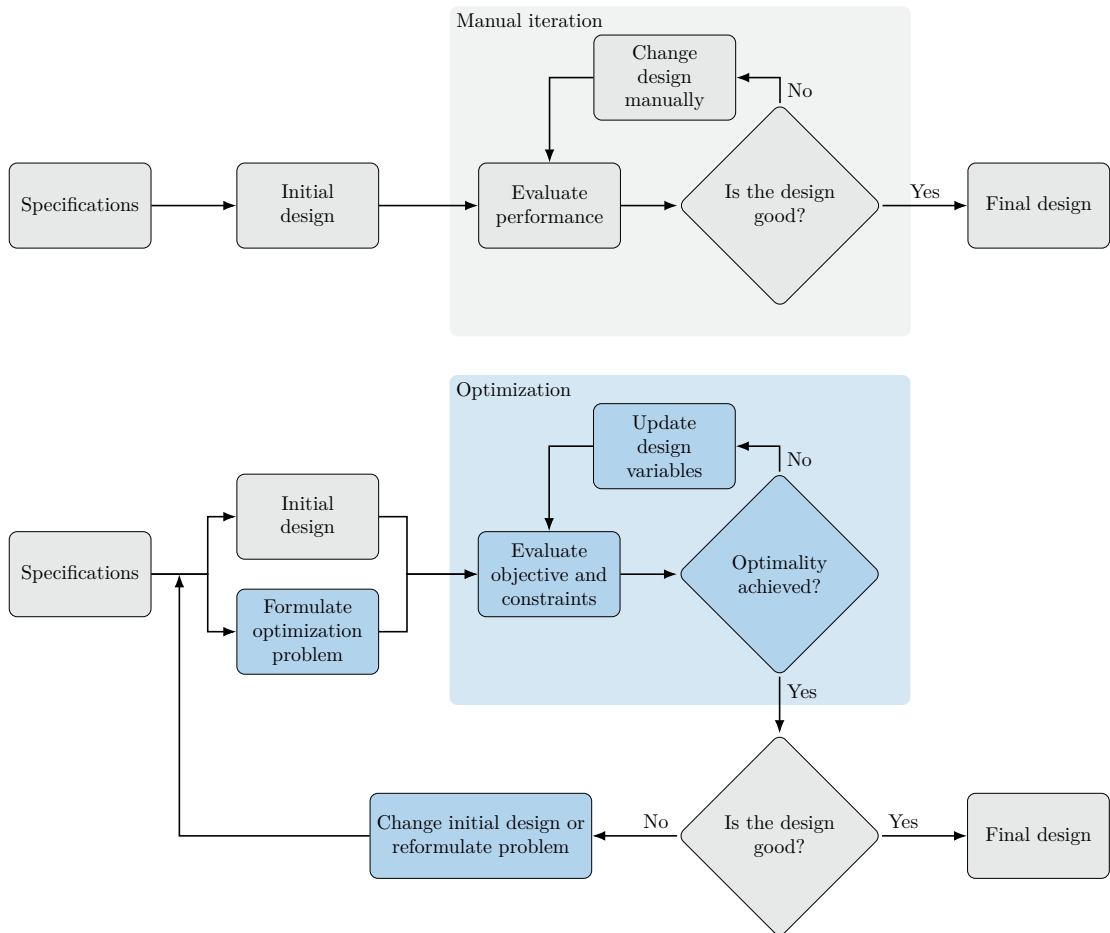 Manual iteration
Change
design
manually
No
Specifications
Initial
design
Evaluate
performance
Is the design
good?
Yes
Final design
Optimization
Update
design
variables
No
Initial
design
Specifications
Evaluate
objective and
constraints
Optimality
achieved?
Formulate
optimization
problem
Yes
Change initial design or
reformulate problem
No
Is the design
good?
Yes
Final design